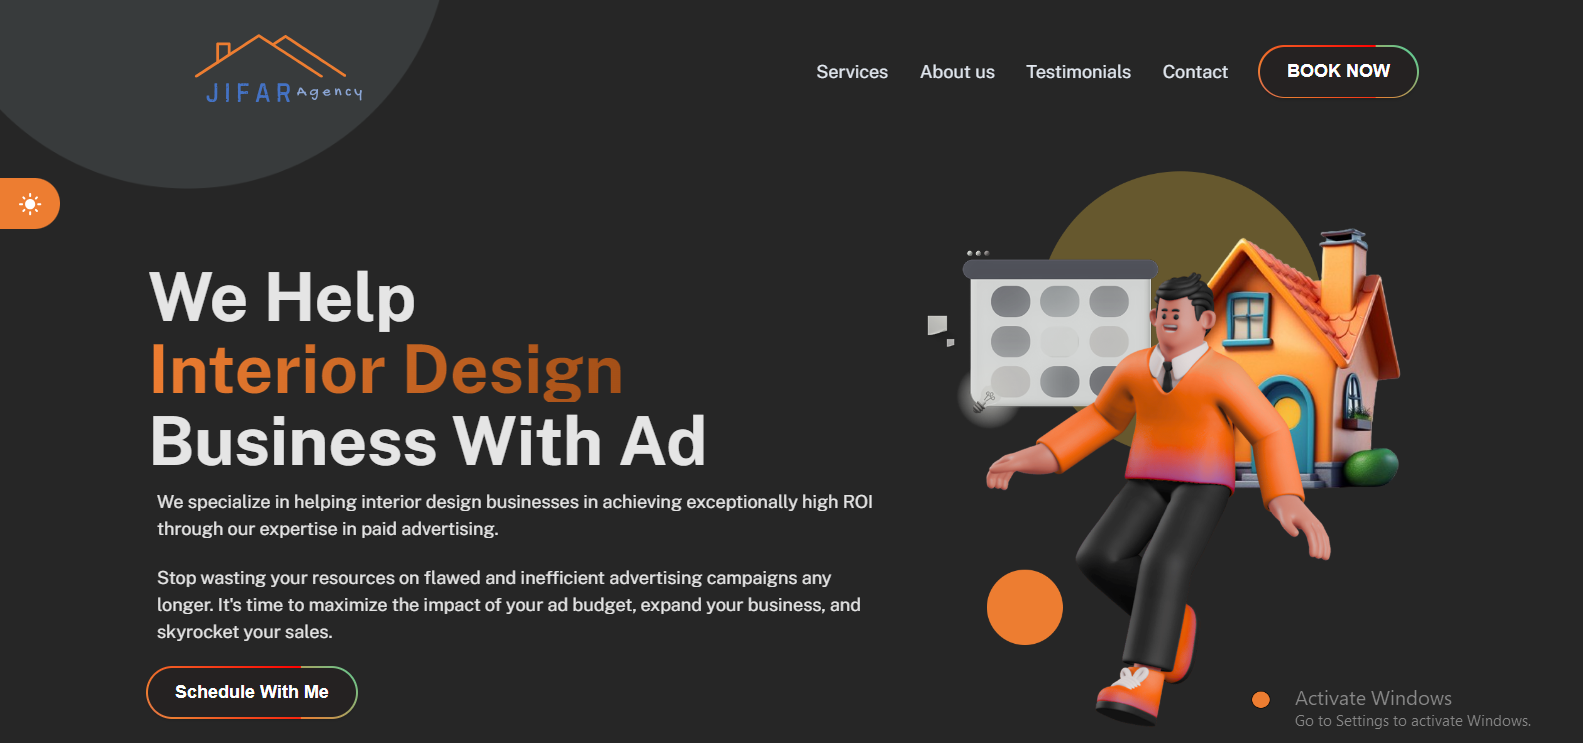 JIFAR Agency
Services
About us
Testimonials
Contact
BOOK NOW
We Help
Interior Design
Business With Ad
We specialize in helping interior design businesses in achieving exceptionally high ROI
through our expertise in paid advertising.
Stop wasting your resources on flawed and inefficient advertising campaigns any
longer. It's time to maximize the impact of your ad budget, expand your business, and
skyrocket your sales.
Schedule With Me
Activate Windows
Go to Settings to activate Windows.